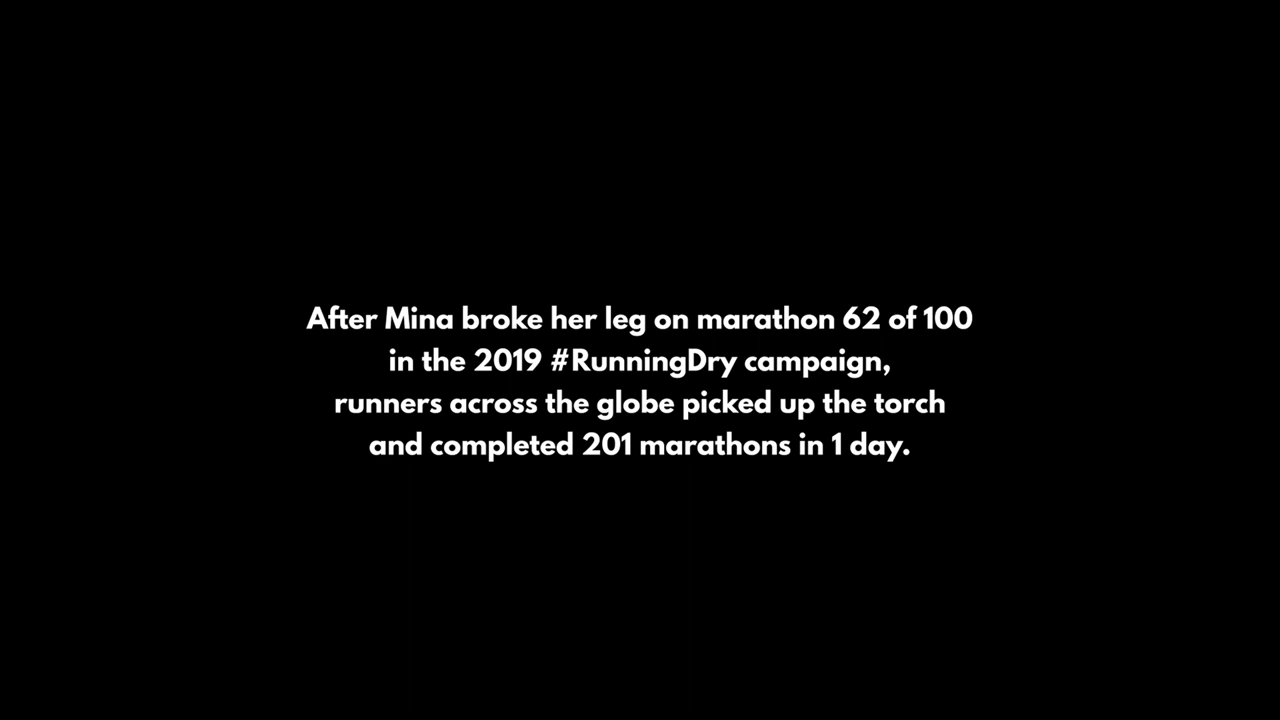 After Mina broke her leg on marathon 62 of 100
in the 2019 #RunningDry campaign,
runners across the globe picked up the torch
and completed 201 marathons in 1 day.